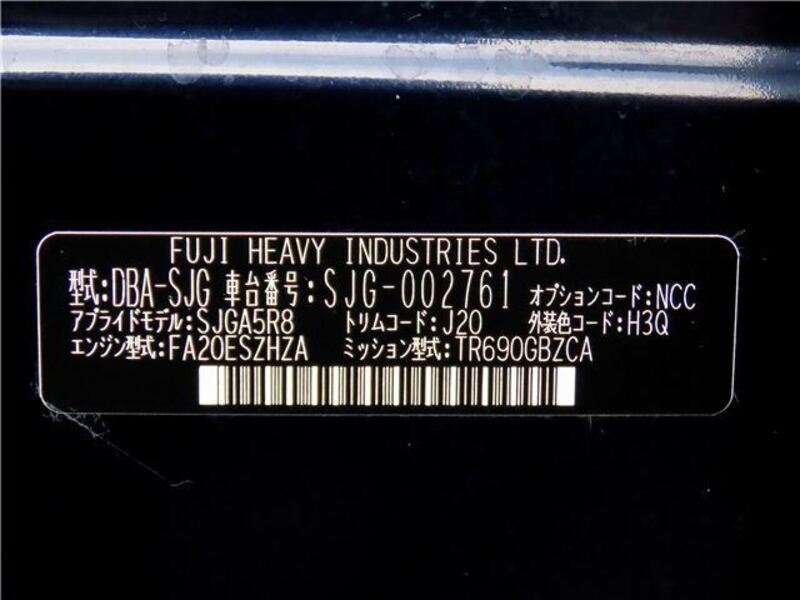 FUJI HEAVY INDUSTRIES LTD.
型式:DBA-SJG 車台番号:SJG-002761 オプションコード:NCC
アプライドモデル:SJGA5R8 トリムコード:J20 外装色コード:H3Q
エンジン型式:FA20ESZHZA ミッション型式:TR690GBZCA